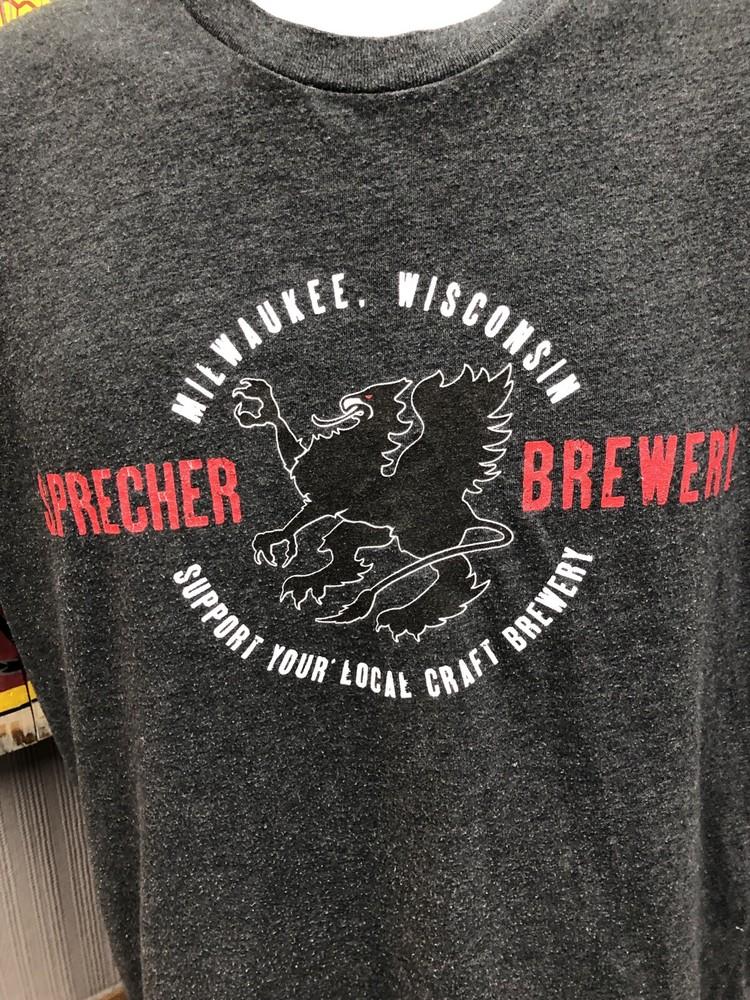 MILWAUKEE, WISCONSIN
SPRECHER BREWERY
SUPPORT YOUR LOCAL CRAFT BREWERY